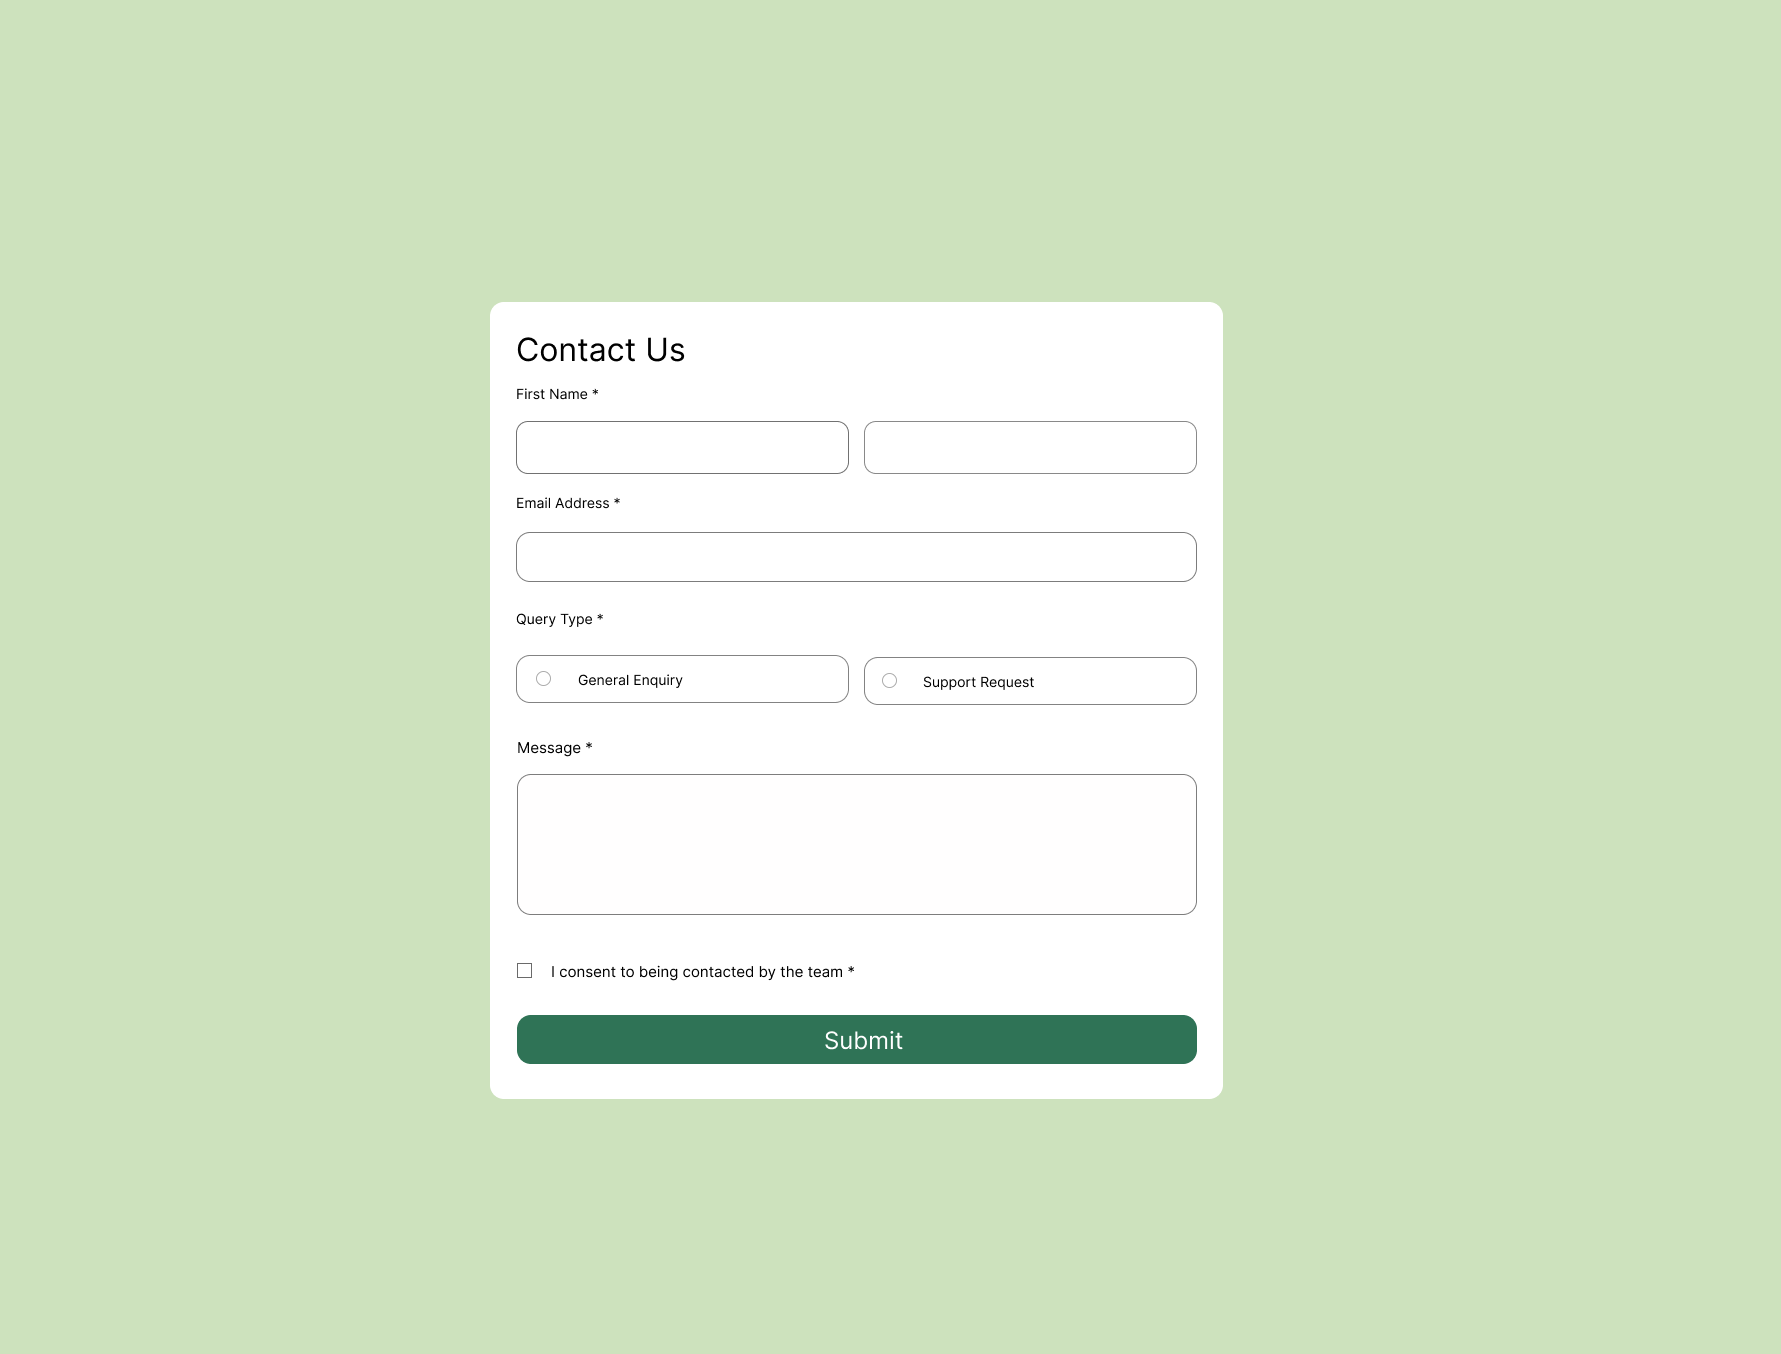 Contact Us
First Name *
Email Address *
Query Type *
General Enquiry
Support Request
Message *
I consent to being contacted by the team *
Submit